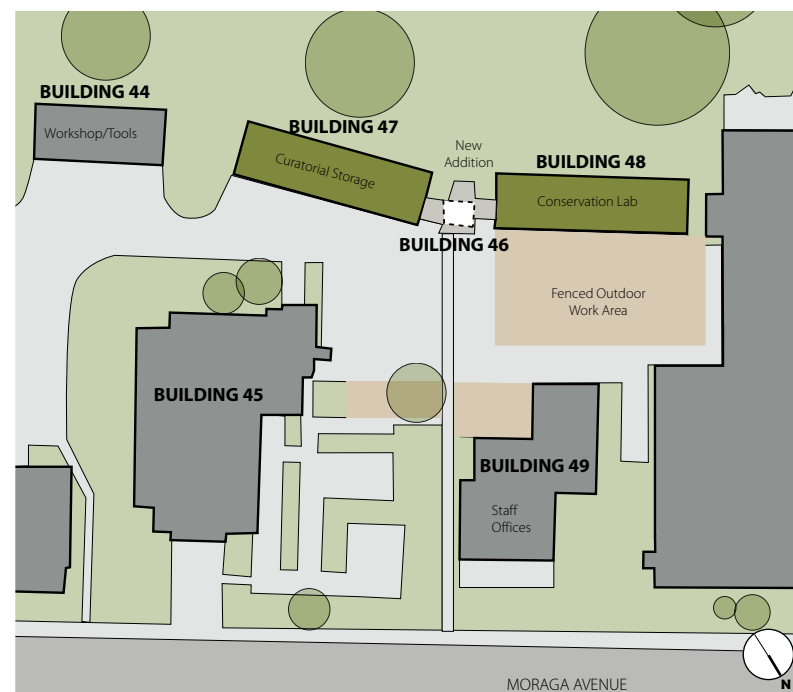 BUILDING 44
Workshop/Tools
BUILDING 47
Curatorial Storage
New
Addition
BUILDING 48
Conservation Lab
BUILDING 46
Fenced Outdoor
Work Area
BUILDING 45
BUILDING 49
Staff
Offices
MORAGA AVENUE
N